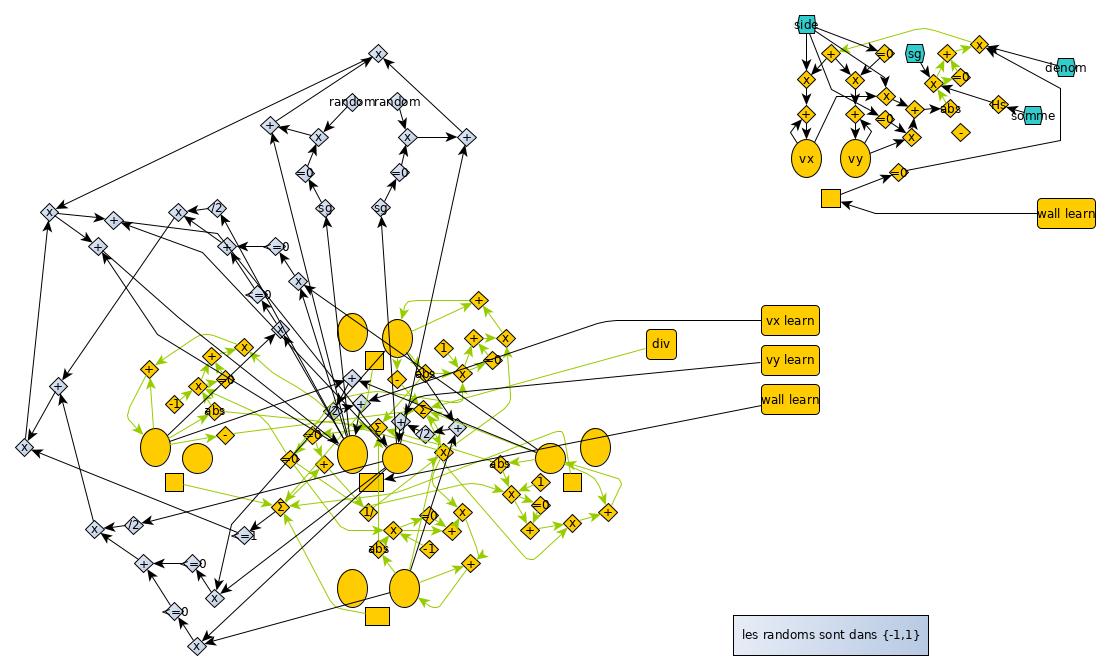 side
+
=0
sg
+
x
denom
x
x
x
=0
x
Hs
somme
+
+
=0
+
abs
x
-
vx
vy
=0
wall learn
x
random
random
+
x
x
+
=0
=0
sg
sg
x
+
x
/2
+
+
=0
x
=0
x
+
vx learn
+
+
x
1
+
x
=0
div
vy learn
+
x
=0
-
abs
x
+
+
wall learn
-1
abs
/2
+
Σ
-
=0
Σ
+
/2
+
x
x
=0
+
abs
1
x
=0
Σ
1/
=0
x
+
x
+
x
+
x
/2
=1
abs
-1
+
+
=0
x
=0
x
les randoms sont dans {-1,1}